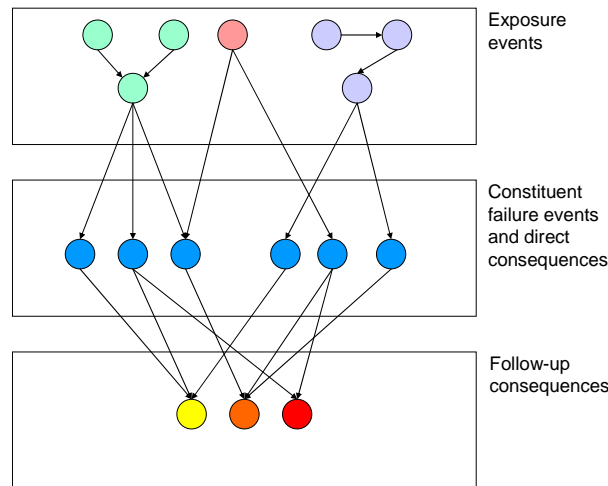 Exposure
events
Constituent
failure events
and direct
consequences
Follow-up
consequences